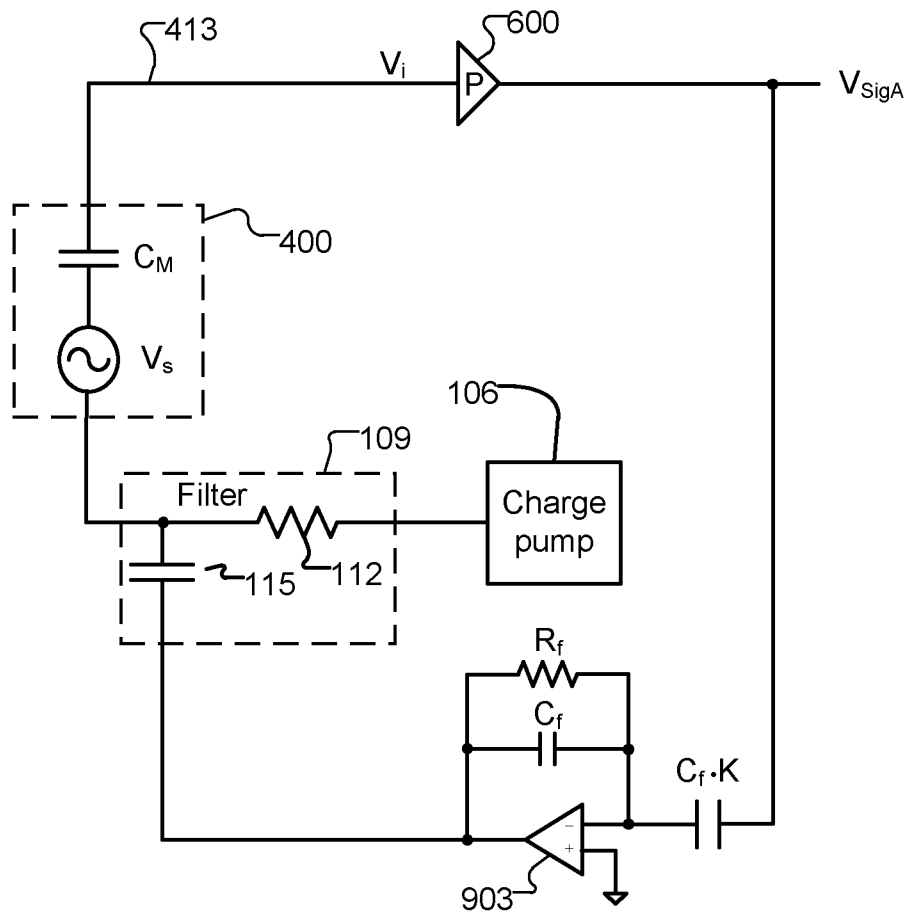 413
600
Vi
P
VSigA
400
CM
Vs
106
109
Filter
Charge
pump
115
112
Rf
Cf
Cf·K
−
+
903